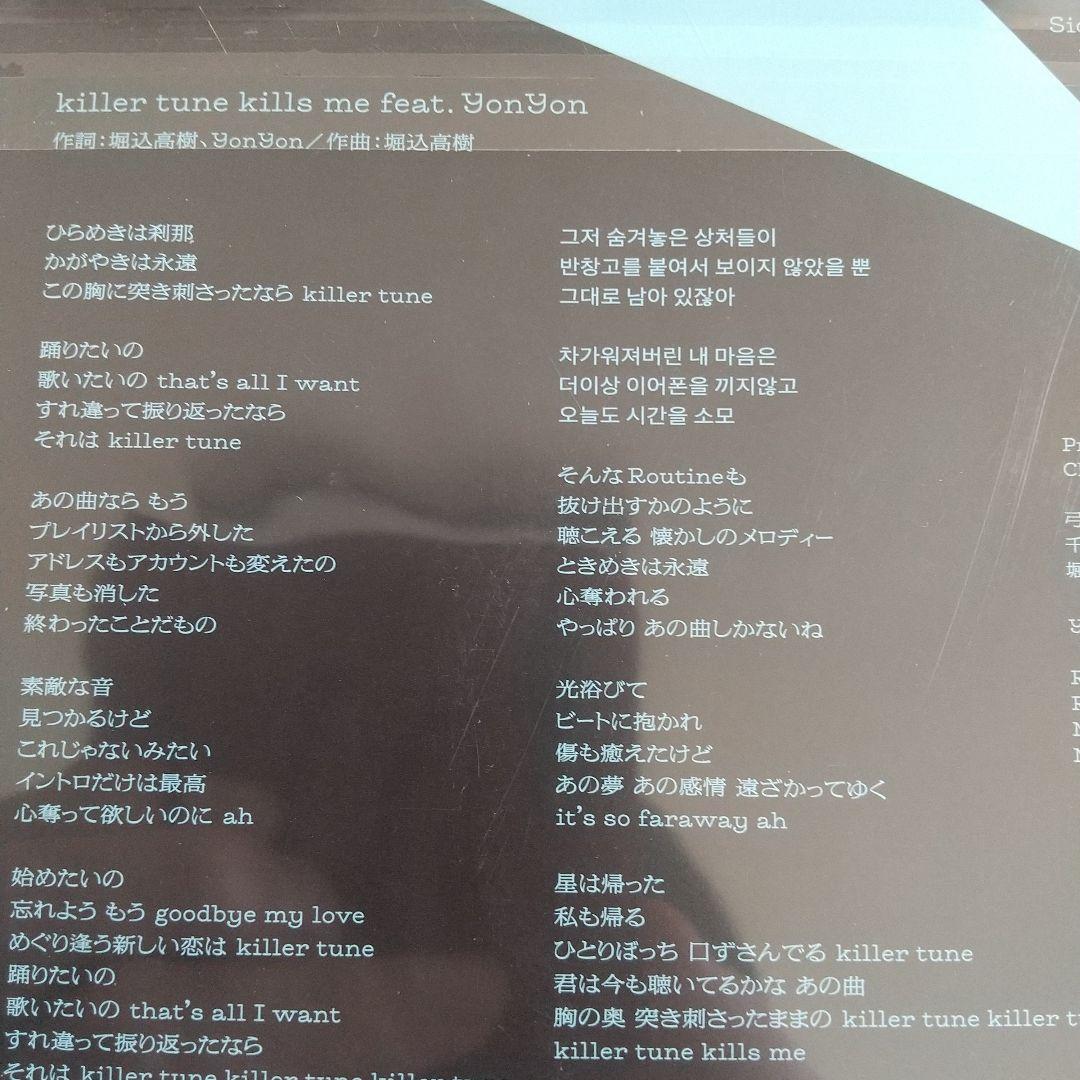 killer tune kills me feat. YonYon
作詞：堀込高樹、YonYon／作曲：堀込高樹
ひらめきは刹那
かがやきは永遠
この胸に突き刺さったなら killer tune
踊りたいの
歌いたいの that's all I want
すれ違って振り返ったなら
それは killer tune
あの曲なら もう
プレイリストから外した
アドレスもアカウントも変えたの
写真も消した
終わったことだもの
素敵な音
見つかるけど
これじゃないみたい
イントロだけは最高
心奪って欲しいのに ah
始めたいの
忘れよう もう goodbye my love
めぐり逢う新しい恋は killer tune
踊りたいの
歌いたいの that's all I want
すれ違って振り返ったなら
それは killer tune killer tune killer
그저 숨겨놓은 상처들이
반창고를 붙여서 보이지 않았을 뿐
그대로 남아 있잖아
차가워져버린 내 마음은
더이상 이어폰을 끼지않고
오늘도 시간을 소모
そんなRoutineも
抜け出すかのように
聴こえる 懐かしのメロディー
ときめきは永遠
心奪われる
やっぱり あの曲しかないね
光浴びて
ビートに抱かれ
傷も癒えたけど
あの夢 あの感情 遠ざかってゆく
it's so faraway ah
星は帰った
私も帰る
ひとりぼっち 口ずさんでる killer tune
君は今も聴いてるかな あの曲
胸の奥 突き刺さったままの killer tune killer
killer tune kills me